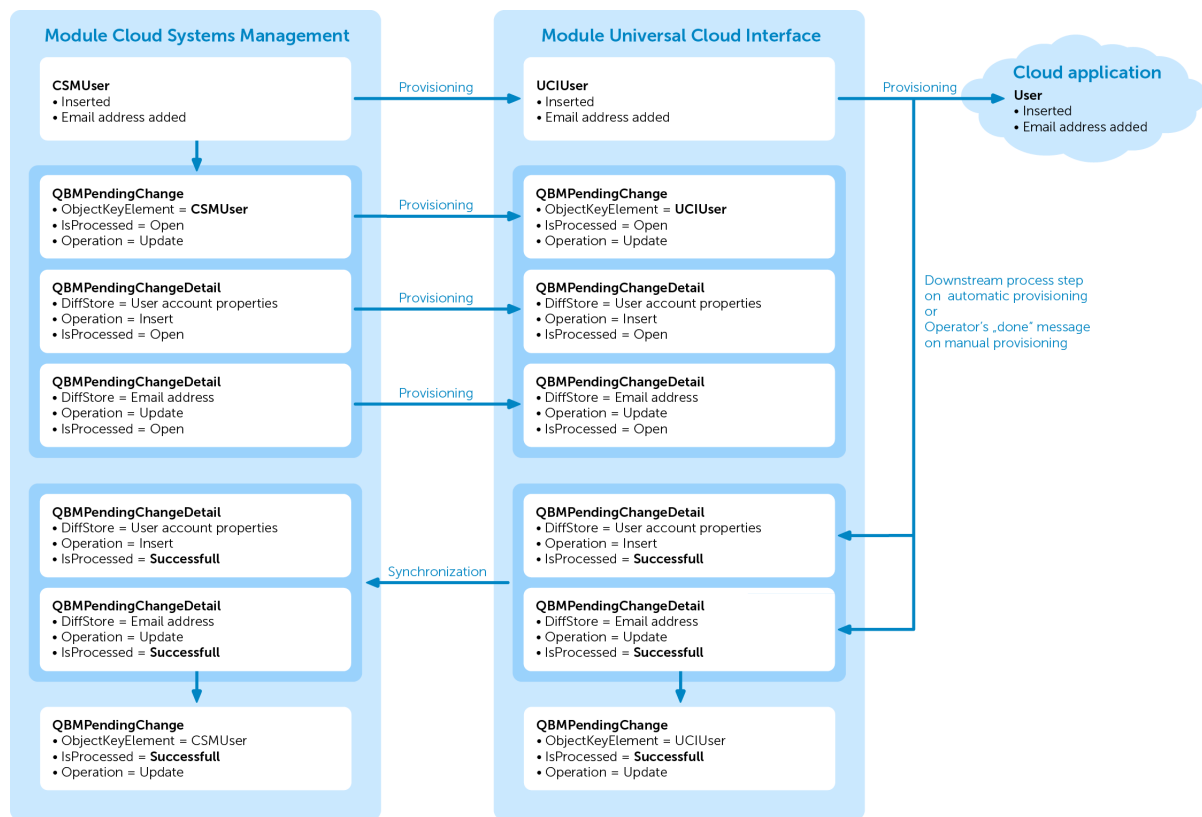 Module Cloud Systems Management
CSMUser
• Inserted
• Email address added
Provisioning
QBMPendingChange
• ObjectKeyElement = CSMUser
• IsProcessed = Open
• Operation = Update
Provisioning
QBMPendingChangeDetail
• DiffStore = User account properties
• Operation = Insert
• IsProcessed = Open
Provisioning
QBMPendingChangeDetail
• DiffStore = Email address
• Operation = Update
• IsProcessed = Open
Provisioning
QBMPendingChangeDetail
• DiffStore = User account properties
• Operation = Insert
• IsProcessed = Successfull
QBMPendingChangeDetail
• DiffStore = Email address
• Operation = Update
• IsProcessed = Successfull
Synchronization
QBMPendingChange
• ObjectKeyElement = CSMUser
• IsProcessed = Successfull
• Operation = Update
Module Universal Cloud Interface
UCIUser
• Inserted
• Email address added
QBMPendingChange
• ObjectKeyElement = UCIUser
• IsProcessed = Open
• Operation = Update
QBMPendingChangeDetail
• DiffStore = User account properties
• Operation = Insert
• IsProcessed = Open
QBMPendingChangeDetail
• DiffStore = Email address
• Operation = Update
• IsProcessed = Open
QBMPendingChangeDetail
• DiffStore = User account properties
• Operation = Insert
• IsProcessed = Successfull
QBMPendingChangeDetail
• DiffStore = Email address
• Operation = Update
• IsProcessed = Successfull
QBMPendingChange
• ObjectKeyElement = UCIUser
• IsProcessed = Successfull
• Operation = Update
Provisioning
Cloud application
User
• Inserted
• Email address added
Downstream process step
on automatic provisioning
or
Operator's „done" message
on manual provisioning